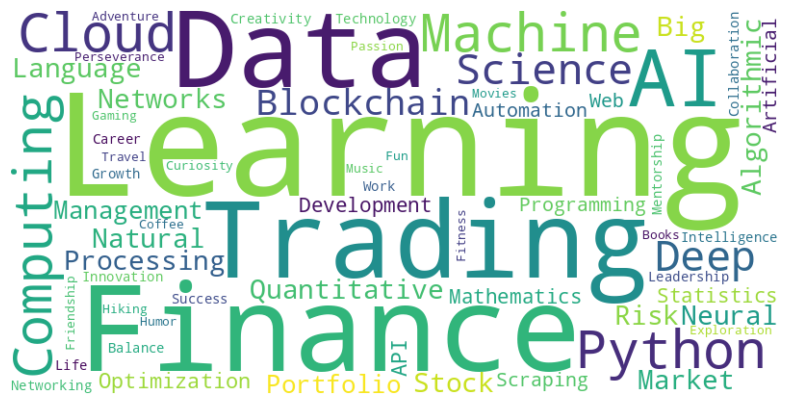 Adventure
Creativity
Technology
Cloud
Data
Machine
Big
Passion
Perseverance
Language
Science
AI
Collaboration
Artificial
Algorithmic
Networks
Blockchain
Movies
Automation
Web
Gaming
Computing
Learning
Career
Travel
Curiosity
Growth
Fun
Music
Work
Mentorship
Management
Development
Programming
Coffee
Natural
Trading
Fitness
Books
Intelligence
Processing
Deep
Innovation
Leadership
Friendship
Quantitative
Mathematics
Statistics
Hiking
Success
Finance
Risk
Neural
Humor
Exploration
Balance
Python
API
Life
Networking
Optimization
Portfolio
Stock
Scraping
Market